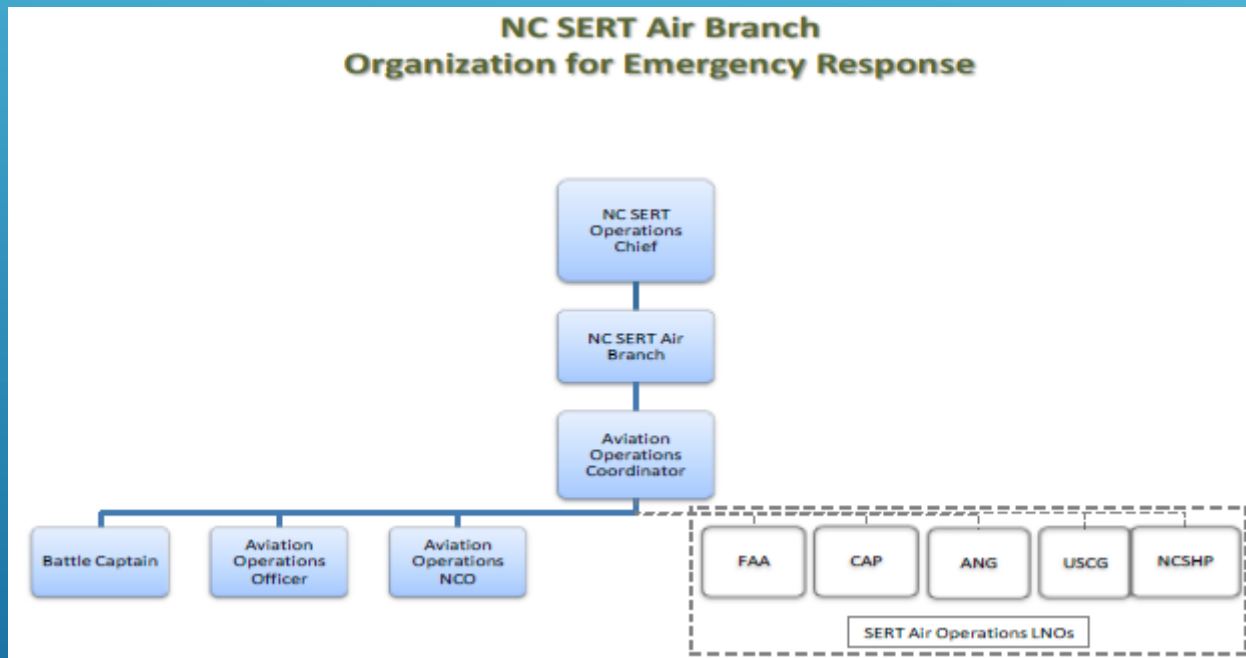 NC SERT Air Branch
Organization for Emergency Response
NC SERT
Operations
Chief
NC SERT Air
Branch
Aviation
Operations
Coordinator
Battle Captain
Aviation
Operations
Officer
Aviation
Operations
NCO
FAA
CAP
ANG
USCG
NCSHP
SERT Air Operations LNOs